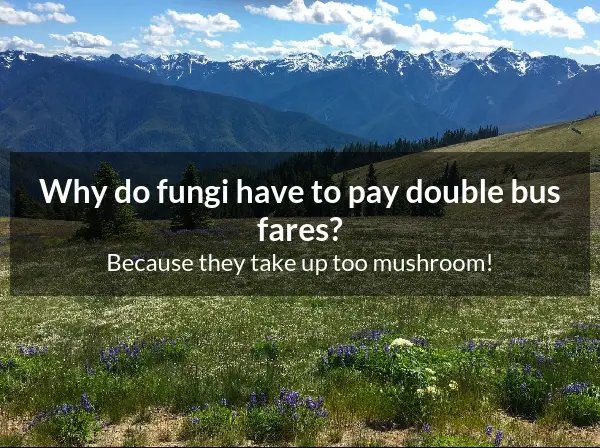 Why do fungi have to pay double bus
fares?
Because they take up too mushroom!